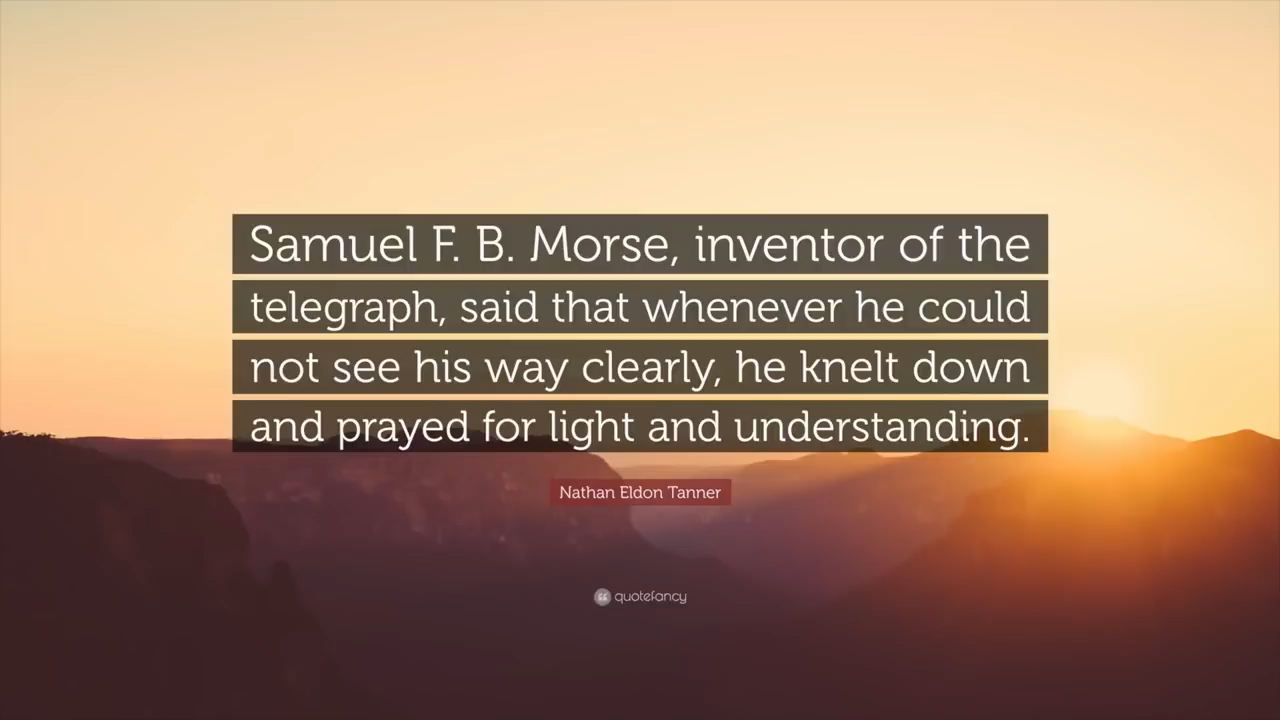 Samuel F. B. Morse, inventor of the
telegraph, said that whenever he could
not see his way clearly, he knelt down
and prayed for light and understanding.
Nathan Eldon Tanner
quotefancy